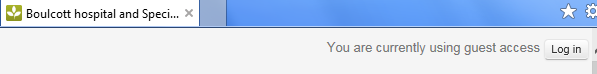 Boulcott hospital and Speci...
You are currently using guest access Log in